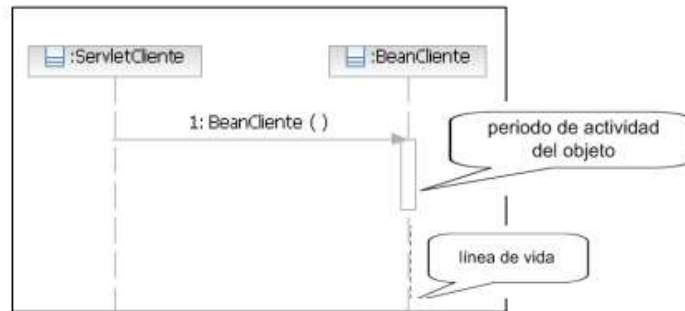 :ServletCliente
:BeanCliente
1: BeanCliente ( )
periodo de actividad
del objeto
línea de vida